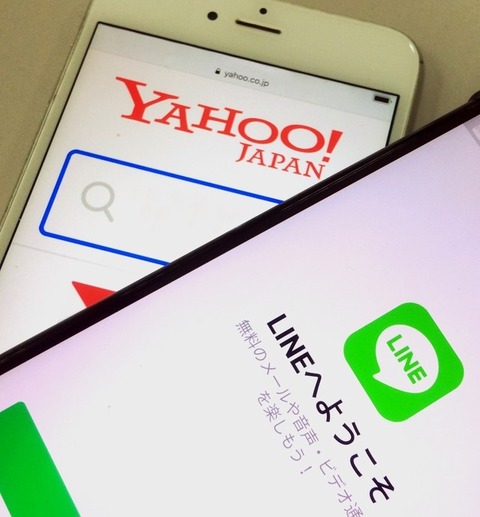 yahoo.co.jp
YAHOO!
JAPAN
LINE
LINEへようこそ
無料のメールや音声・ビデオ通
を楽しもう!